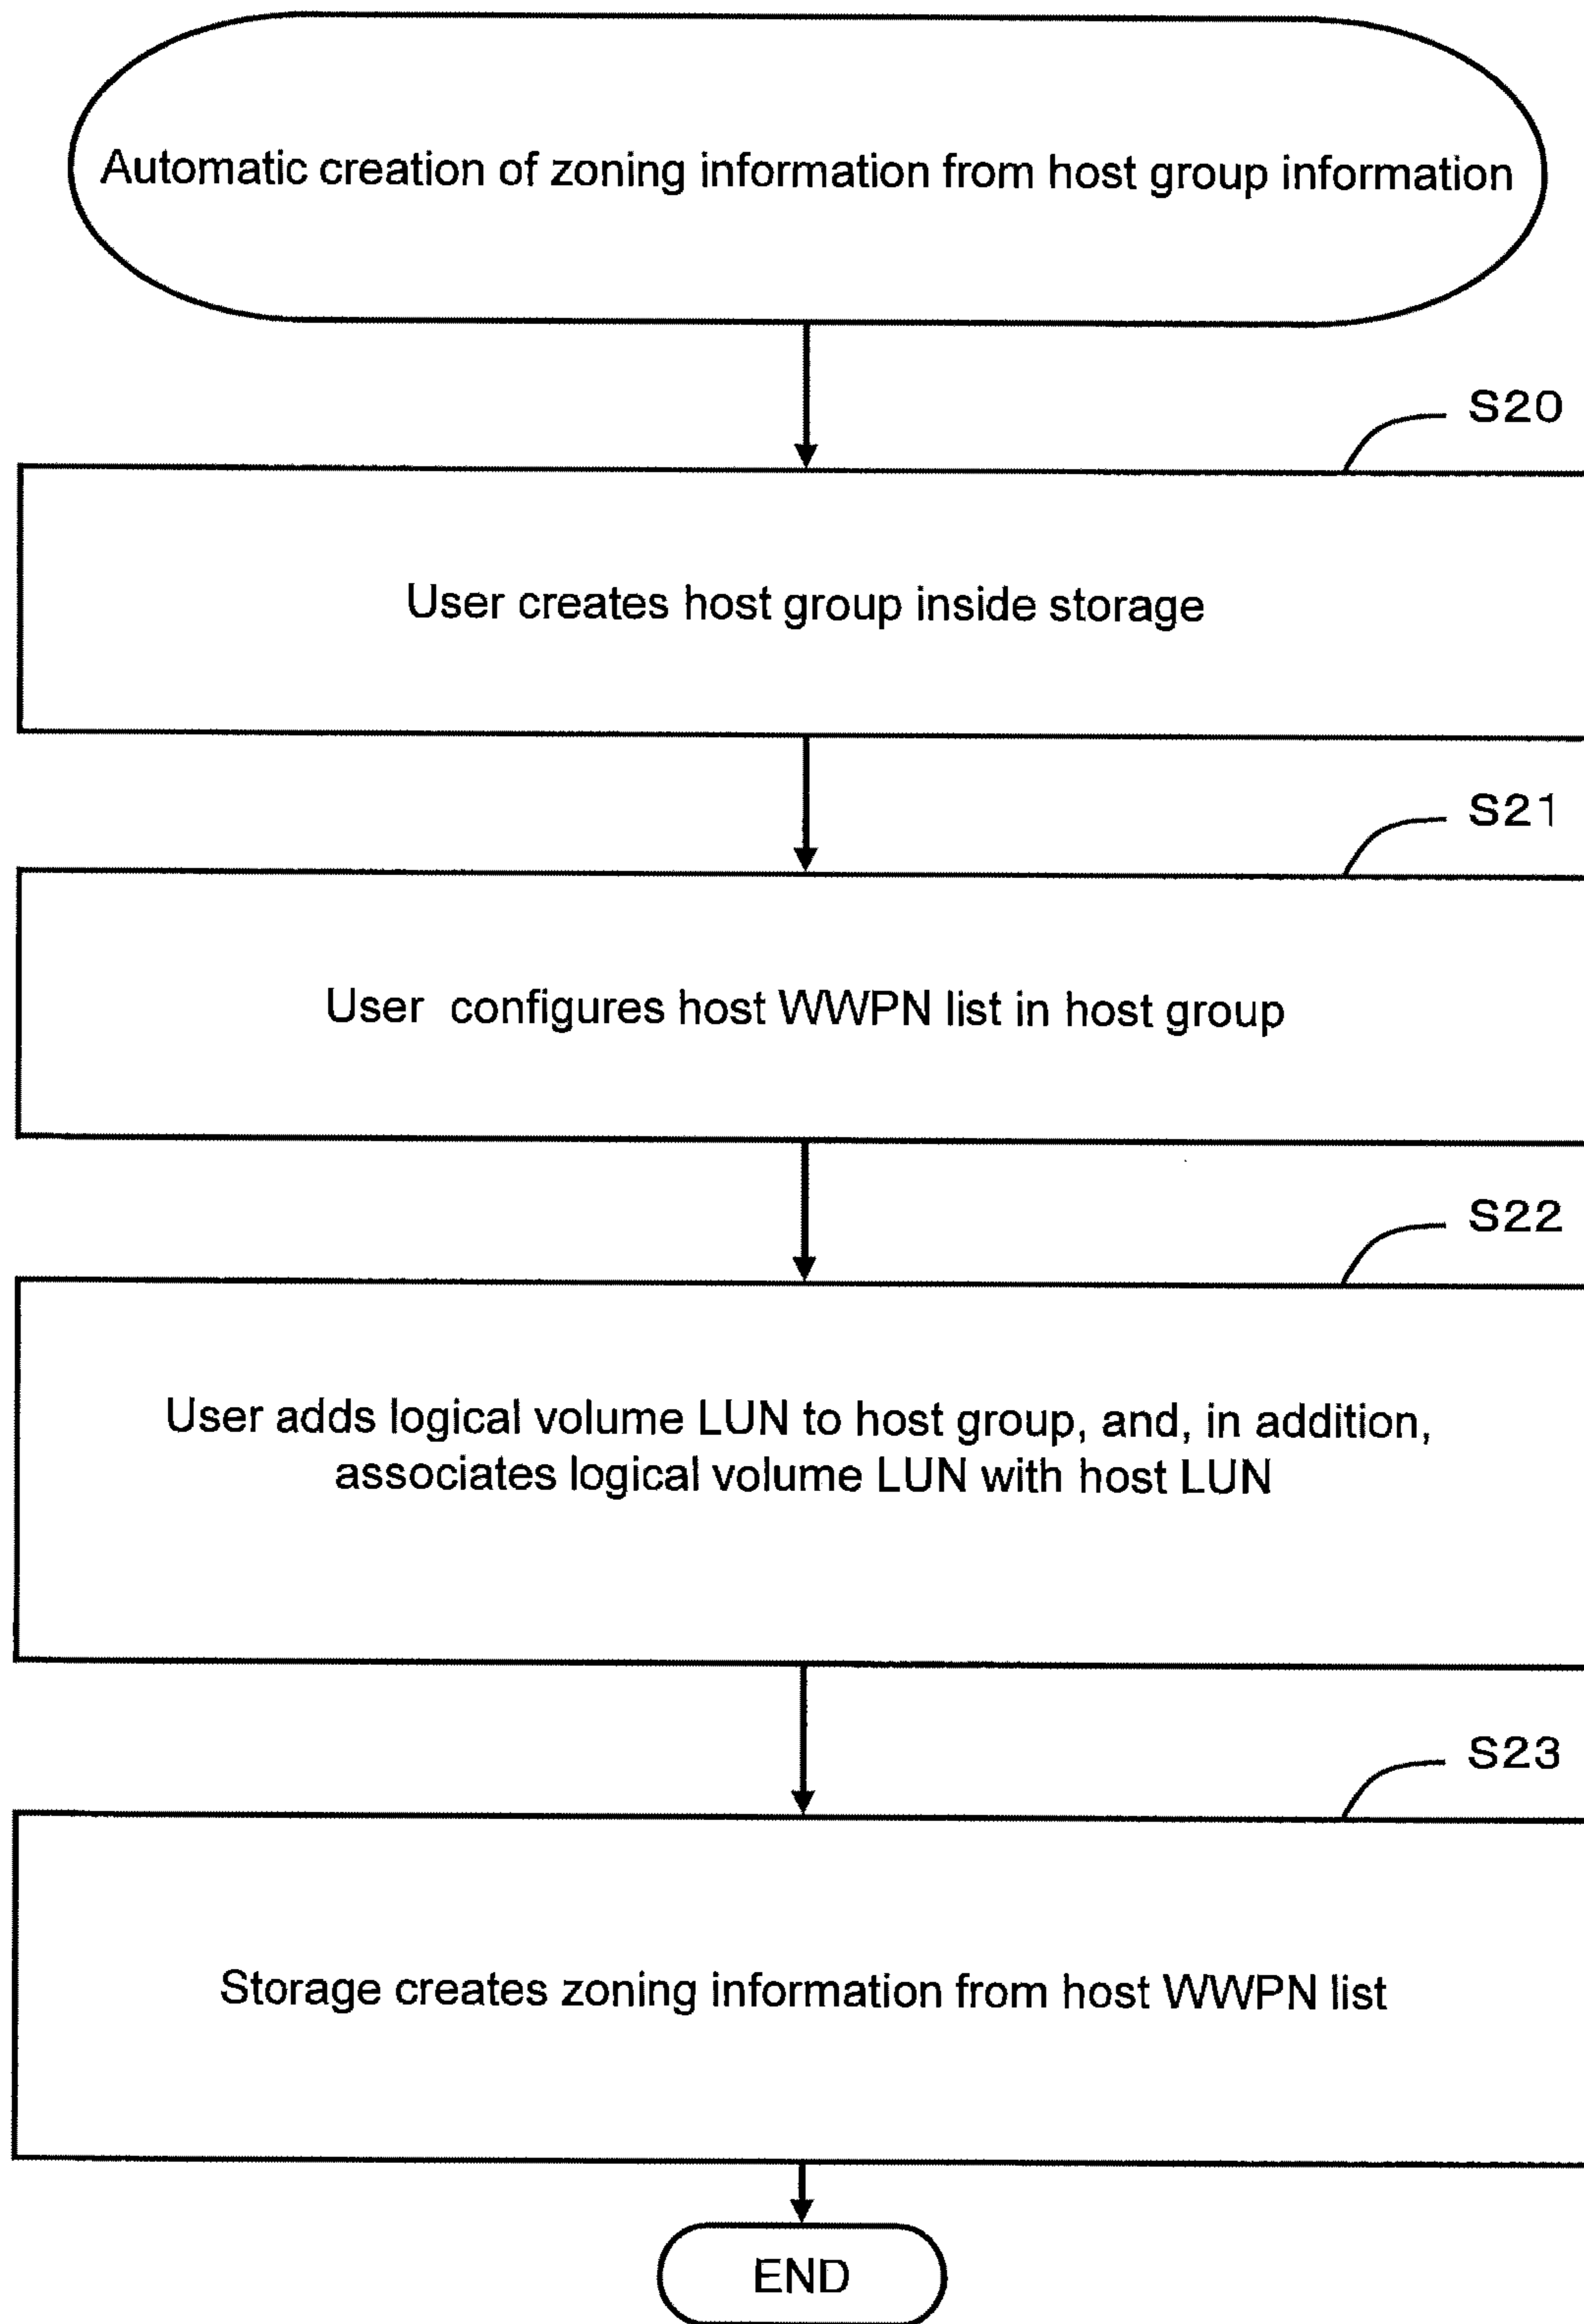 Automatic creation of zoning information from host group information
S20
User creates host group inside storage
S21
User configures host WWPN list in host group
S22
User adds logical volume LUN to host group, and, in addition,
associates logical volume LUN with host LUN
S23
Storage creates zoning information from host WWPN list
END